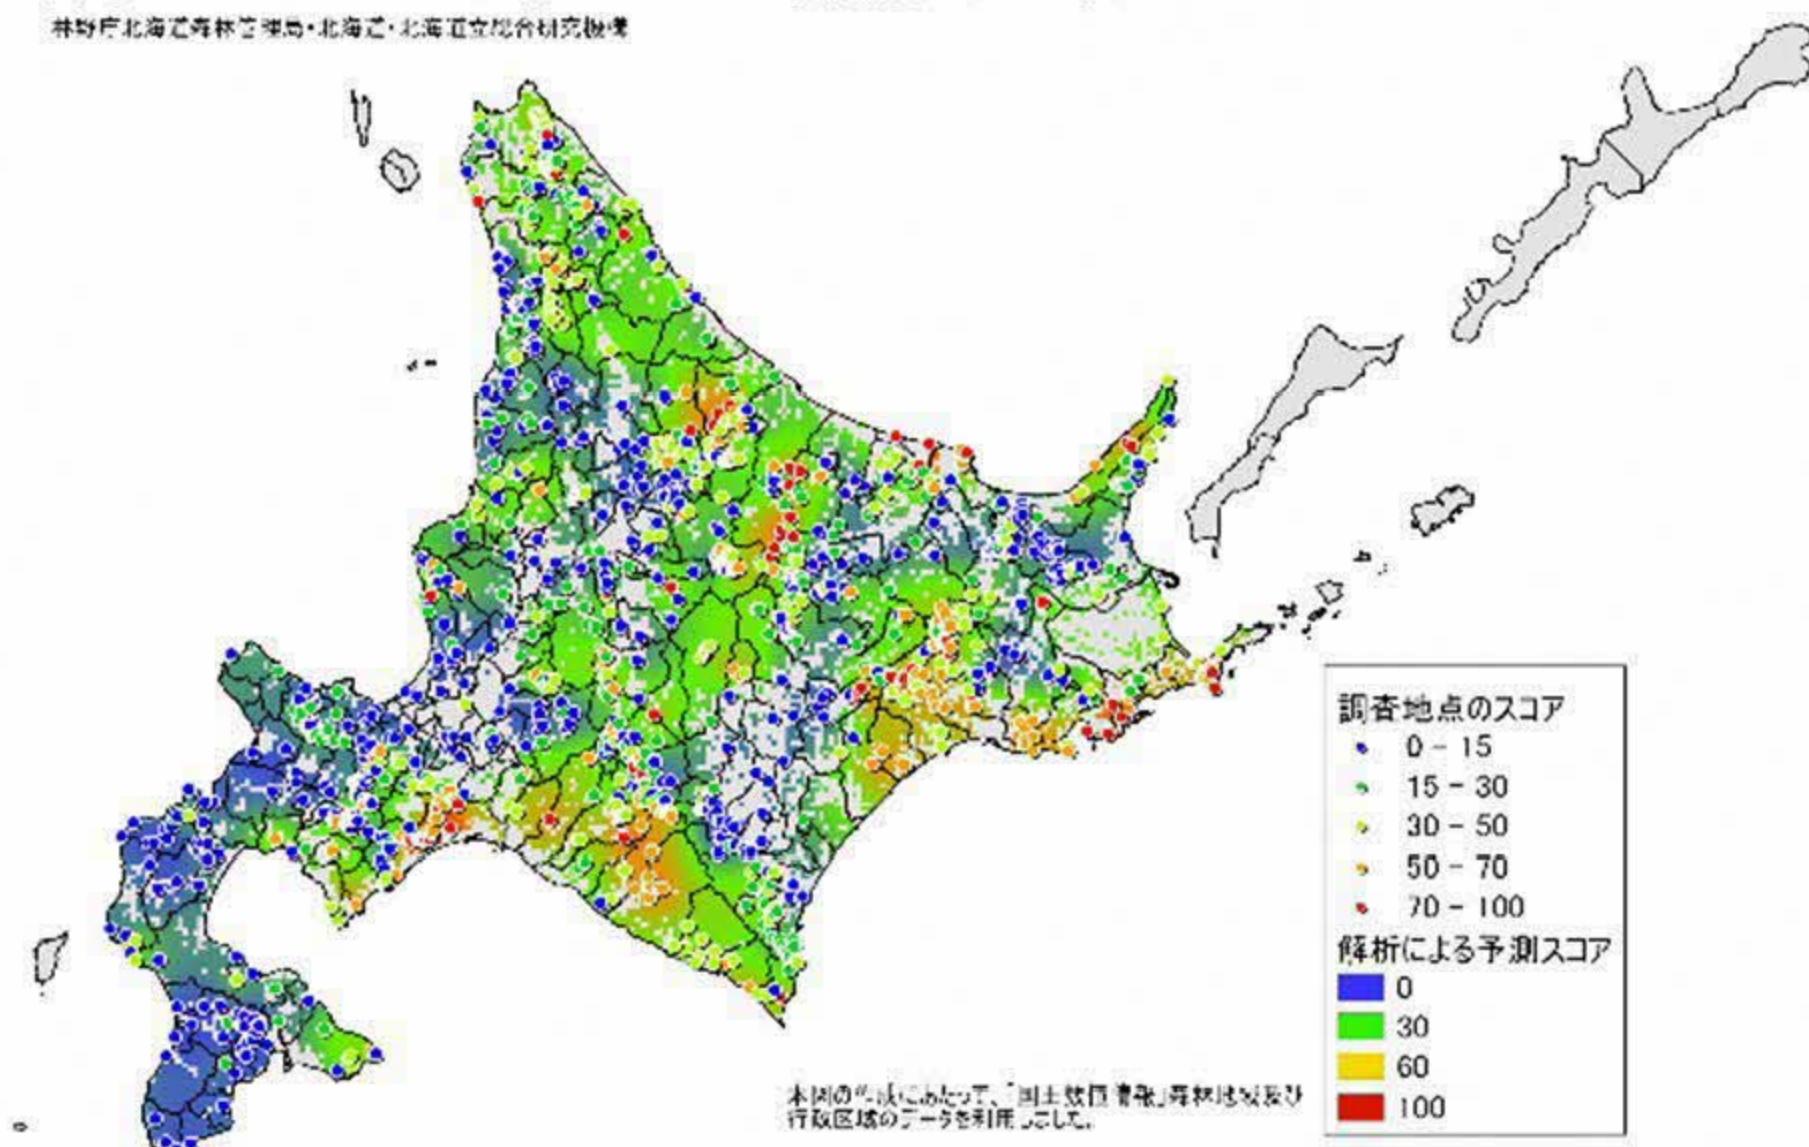 林野庁北海道森林管理局・北海道・北海道立総合研究機構
調査地点のスコア
0 - 15
15 - 30
30 - 50
50 - 70
70 - 100
解析による予測スコア
0
30
60
100
本図の作成にあたって、「国土数値情報」森林地域及び
行政区域のデータを利用しました。